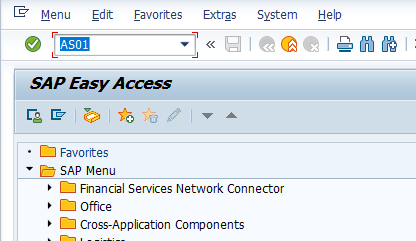 Menu Edit Favorites Extras System Help
AS01
SAP Easy Access
Favorites
SAP Menu
Financial Services Network Connector
Office
Cross-Application Components
Logistics